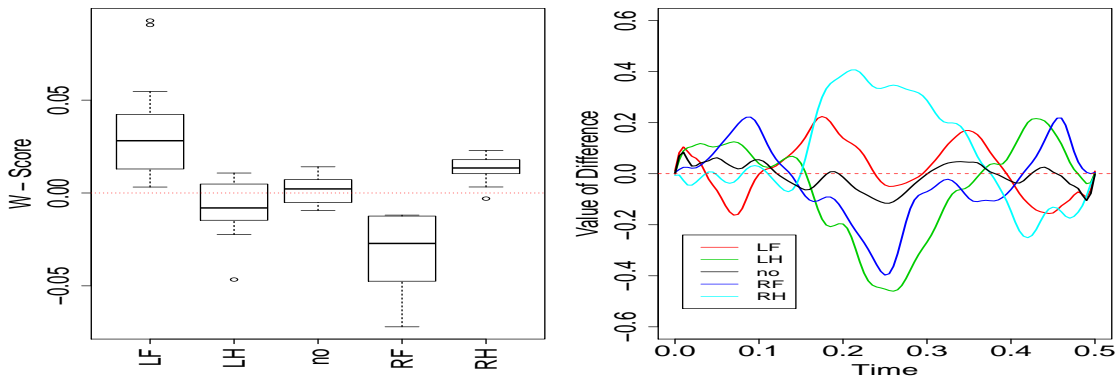 W – Score
0.05
0.00
−0.05
LF
LH
no
RF
RH
Value of Difference
0.6
0.4
0.2
0.0
−0.2
−0.4
−0.6
LF
LH
no
RF
RH
0.0
0.1
0.2
0.3
0.4
0.5
Time